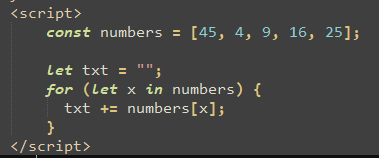 <script>
const numbers = [45, 4, 9, 16, 25];
let txt = "";
for (let x in numbers) {
txt += numbers[x];
}
</script>